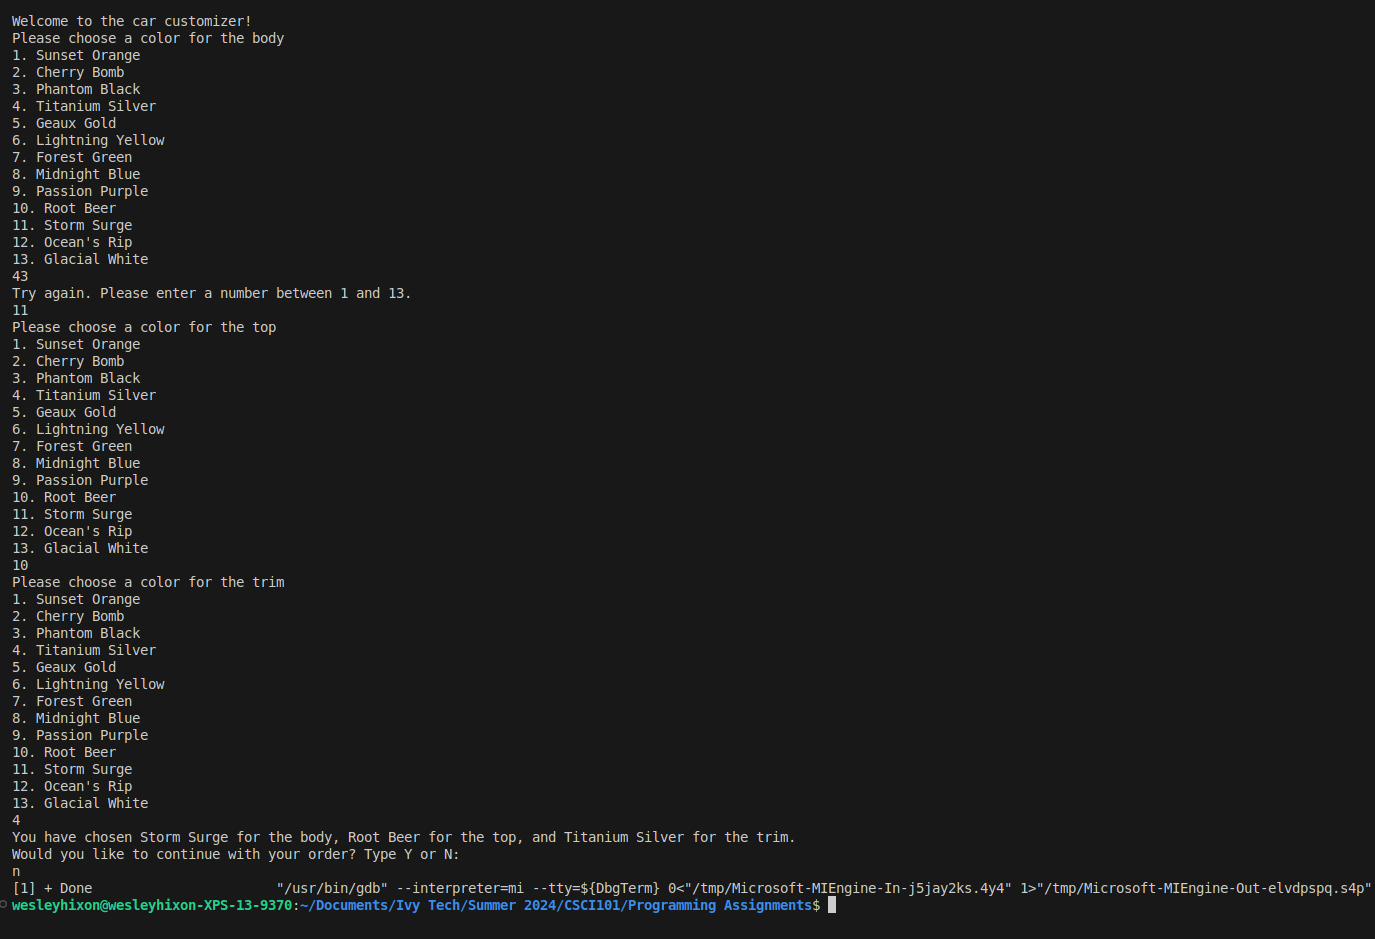 Welcome to the car customizer!
Please choose a color for the body
1. Sunset Orange
2. Cherry Bomb
3. Phantom Black
4. Titanium Silver
5. Geaux Gold
6. Lightning Yellow
7. Forest Green
8. Midnight Blue
9. Passion Purple
10. Root Beer
11. Storm Surge
12. Ocean's Rip
13. Glacial White
43
Try again. Please enter a number between 1 and 13.
11
Please choose a color for the top
1. Sunset Orange
2. Cherry Bomb
3. Phantom Black
4. Titanium Silver
5. Geaux Gold
6. Lightning Yellow
7. Forest Green
8. Midnight Blue
9. Passion Purple
10. Root Beer
11. Storm Surge
12. Ocean's Rip
13. Glacial White
10
Please choose a color for the trim
1. Sunset Orange
2. Cherry Bomb
3. Phantom Black
4. Titanium Silver
5. Geaux Gold
6. Lightning Yellow
7. Forest Green
8. Midnight Blue
9. Passion Purple
10. Root Beer
11. Storm Surge
12. Ocean's Rip
13. Glacial White
4
You have chosen Storm Surge for the body, Root Beer for the top, and Titanium Silver for the trim.
Would you like to continue with your order? Type Y or N:
n
[1] + Done                       "/usr/bin/gdb" --interpreter=mi --tty=${DbgTerm} 0<"/tmp/Microsoft-MIEngine-In-j5jay2ks.4y4" 1>"/tmp/Microsoft-MIEngine-Out-elvdpspq.s4p"
wesleyhixon@wesleyhixon-XPS-13-9370:~/Documents/Ivy Tech/Summer 2024/CSCI101/Programming Assignments$